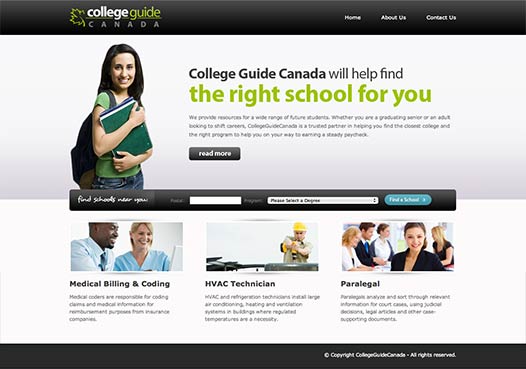 college guide
CANADA
Home About Us Contact Us
College Guide Canada will help find
the right school for you
We provide resources for a wide range of future students. Whether you are a graduating senior or an adult
looking to shift careers, CollegeGuideCanada is a trusted partner in helping you find the closest college and
the right program to help you on your way to earning a steady paycheck.
read more
find schools near you: Postal: Program: Please Select a Degree Find a School
Medical Billing & Coding
Medical coders are responsible for coding
claims and medical information for
reimbursement purposes from insurance
companies.
HVAC Technician
HVAC and refrigeration technicians install large
air conditioning, heating and ventilation
systems in buildings where regulated
temperatures are a necessity.
Paralegal
Paralegals analyze and sort through relevant
information for court cases, using judicial
decisions, legal articles and other case-
supporting documents.
© Copyright CollegeGuideCanada - All rights reserved.